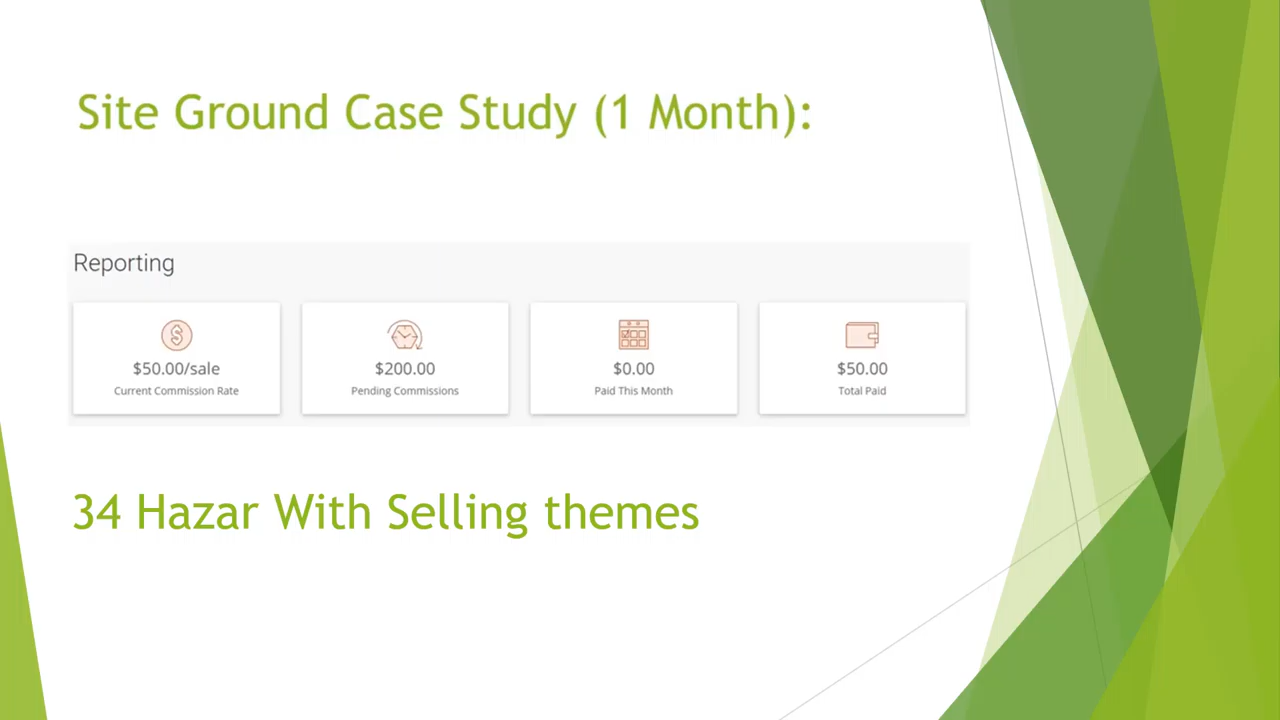 Site Ground Case Study (1 Month):
Reporting
$50.00/sale
Current Commission Rate
$200.00
Pending Commissions
$0.00
Paid This Month
$50.00
Total Paid
34 Hazar With Selling themes